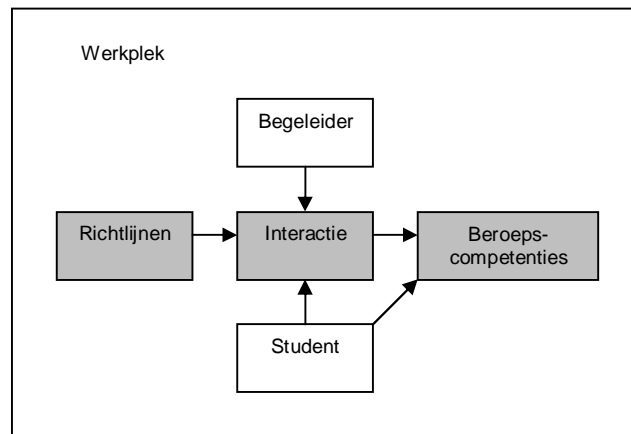 Werkplek
Begeleider
Richtlijnen
Interactie
Beroeps-
competenties
Student